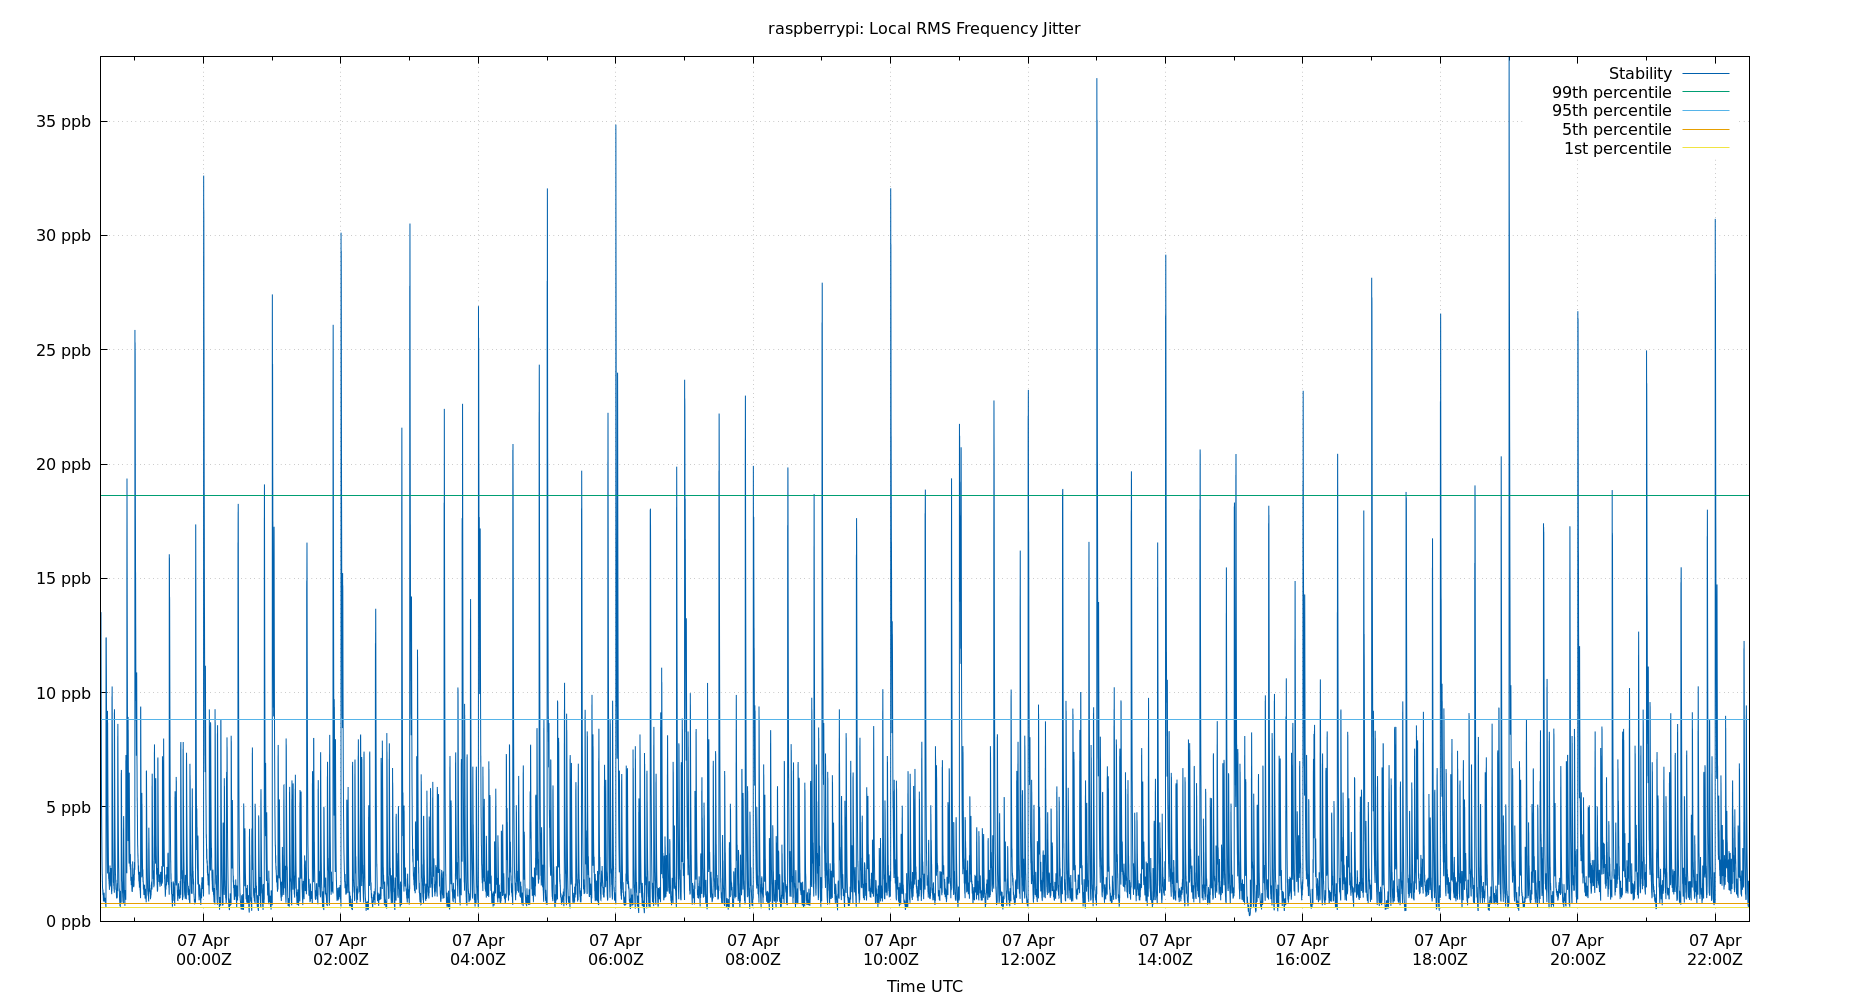 raspberrypi: Local RMS Frequency Jitter
Stability
99th percentile
95th percentile
5th percentile
1st percentile
35 ppb
30 ppb
25 ppb
20 ppb
15 ppb
10 ppb
5 ppb
0 ppb
07 Apr 07 Apr 07 Apr 07 Apr 07 Apr 07 Apr 07 Apr 07 Apr 07 Apr 07 Apr 07 Apr 07 Apr
00:00Z 02:00Z 04:00Z 06:00Z 08:00Z 10:00Z 12:00Z 14:00Z 16:00Z 18:00Z 20:00Z 22:00Z
Time UTC